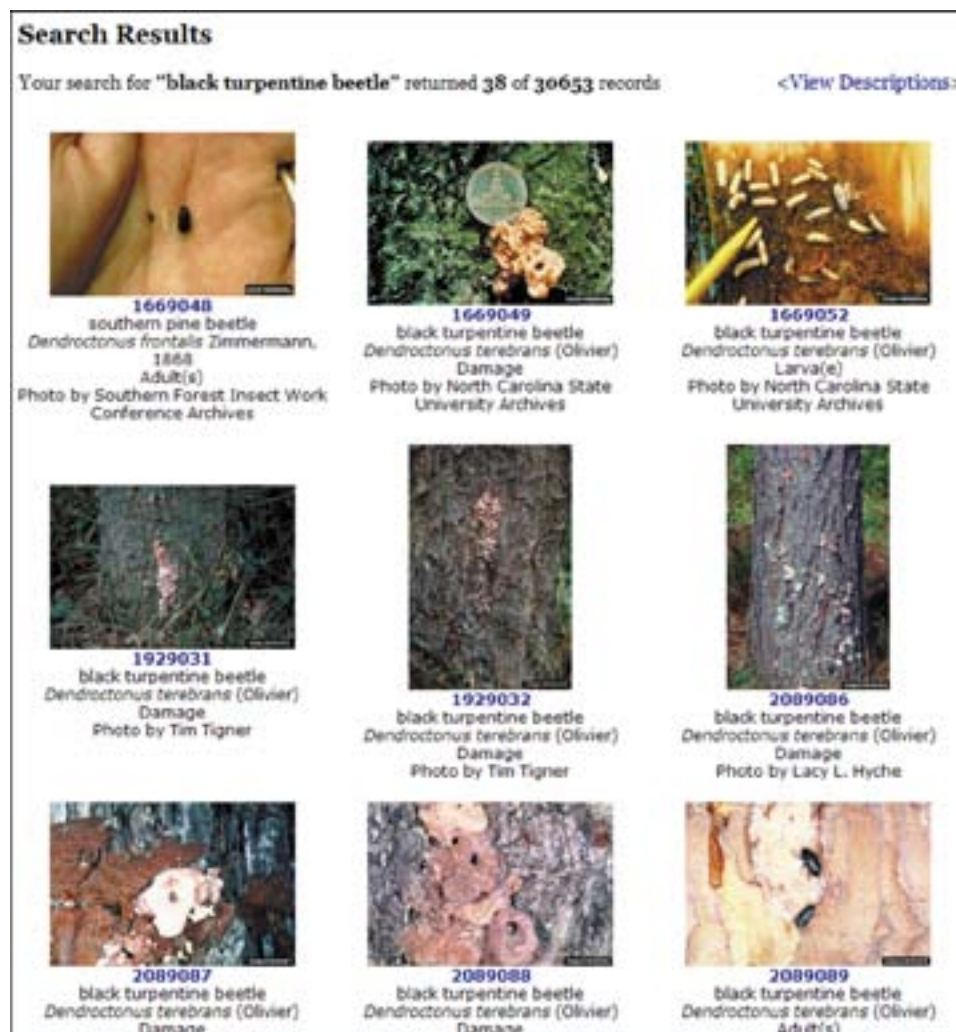 Search Results
Your search for "black turpentine beetle" returned 38 of 30653 records
<View Descriptions>
1669048
southern pine beetle
Dendroctonus frontalis Zimmermann,
1868
Adult(s)
Photo by Southern Forest Insect Work
Conference Archives
1669049
black turpentine beetle
Dendroctonus terebrans (Olivier)
Damage
Photo by North Carolina State
University Archives
1669052
black turpentine beetle
Dendroctonus terebrans (Olivier)
Larva(e)
Photo by North Carolina State
University Archives
1929031
black turpentine beetle
Dendroctonus terebrans (Olivier)
Damage
Photo by Tim Tigner
1929032
black turpentine beetle
Dendroctonus terebrans (Olivier)
Damage
Photo by Tim Tigner
2089086
black turpentine beetle
Dendroctonus terebrans (Olivier)
Damage
Photo by Lacy L. Hyche
2089087
black turpentine beetle
Dendroctonus terebrans (Olivier)
Damage
2089088
black turpentine beetle
Dendroctonus terebrans (Olivier)
Damage
2089089
black turpentine beetle
Dendroctonus terebrans (Olivier)
Adult(s)